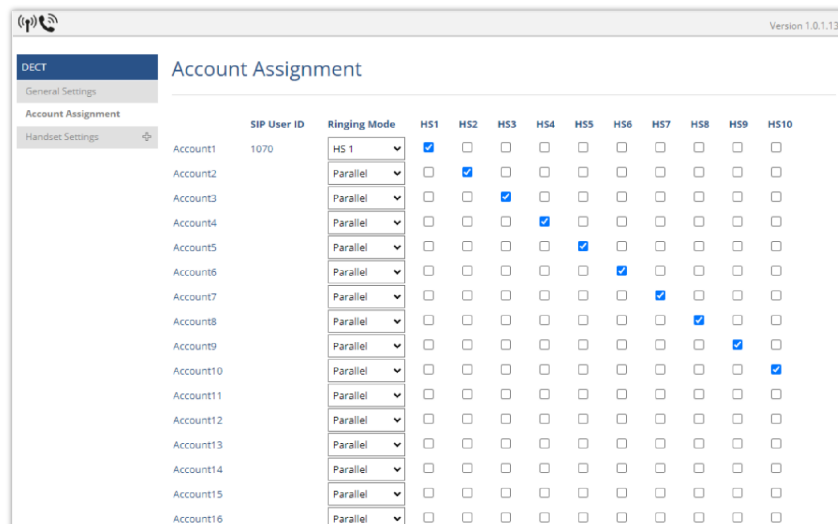 Version 1.0.1.13
DECT
General Settings
Account Assignment
Handset Settings
Account Assignment
SIP User ID Ringing Mode HS1 HS2 HS3 HS4 HS5 HS6 HS7 HS8 HS9 HS10
Account1 1070 HS 1
Account2 Parallel
Account3 Parallel
Account4 Parallel
Account5 Parallel
Account6 Parallel
Account7 Parallel
Account8 Parallel
Account9 Parallel
Account10 Parallel
Account11 Parallel
Account12 Parallel
Account13 Parallel
Account14 Parallel
Account15 Parallel
Account16 Parallel